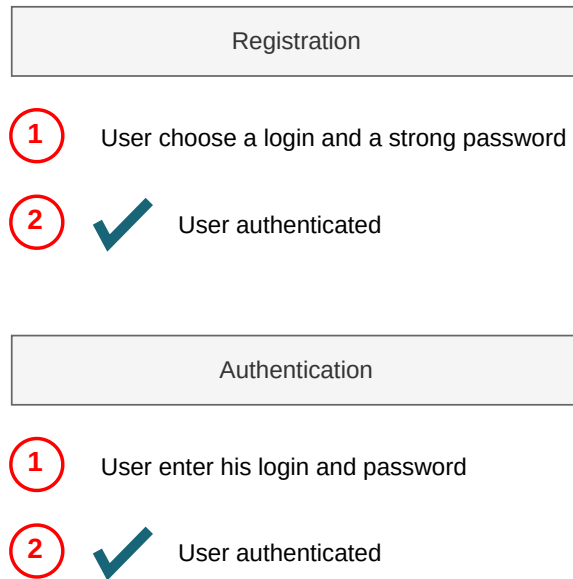 Registration
1 User choose a login and a strong password
2 User authenticated
Authentication
1 User enter his login and password
2 User authenticated